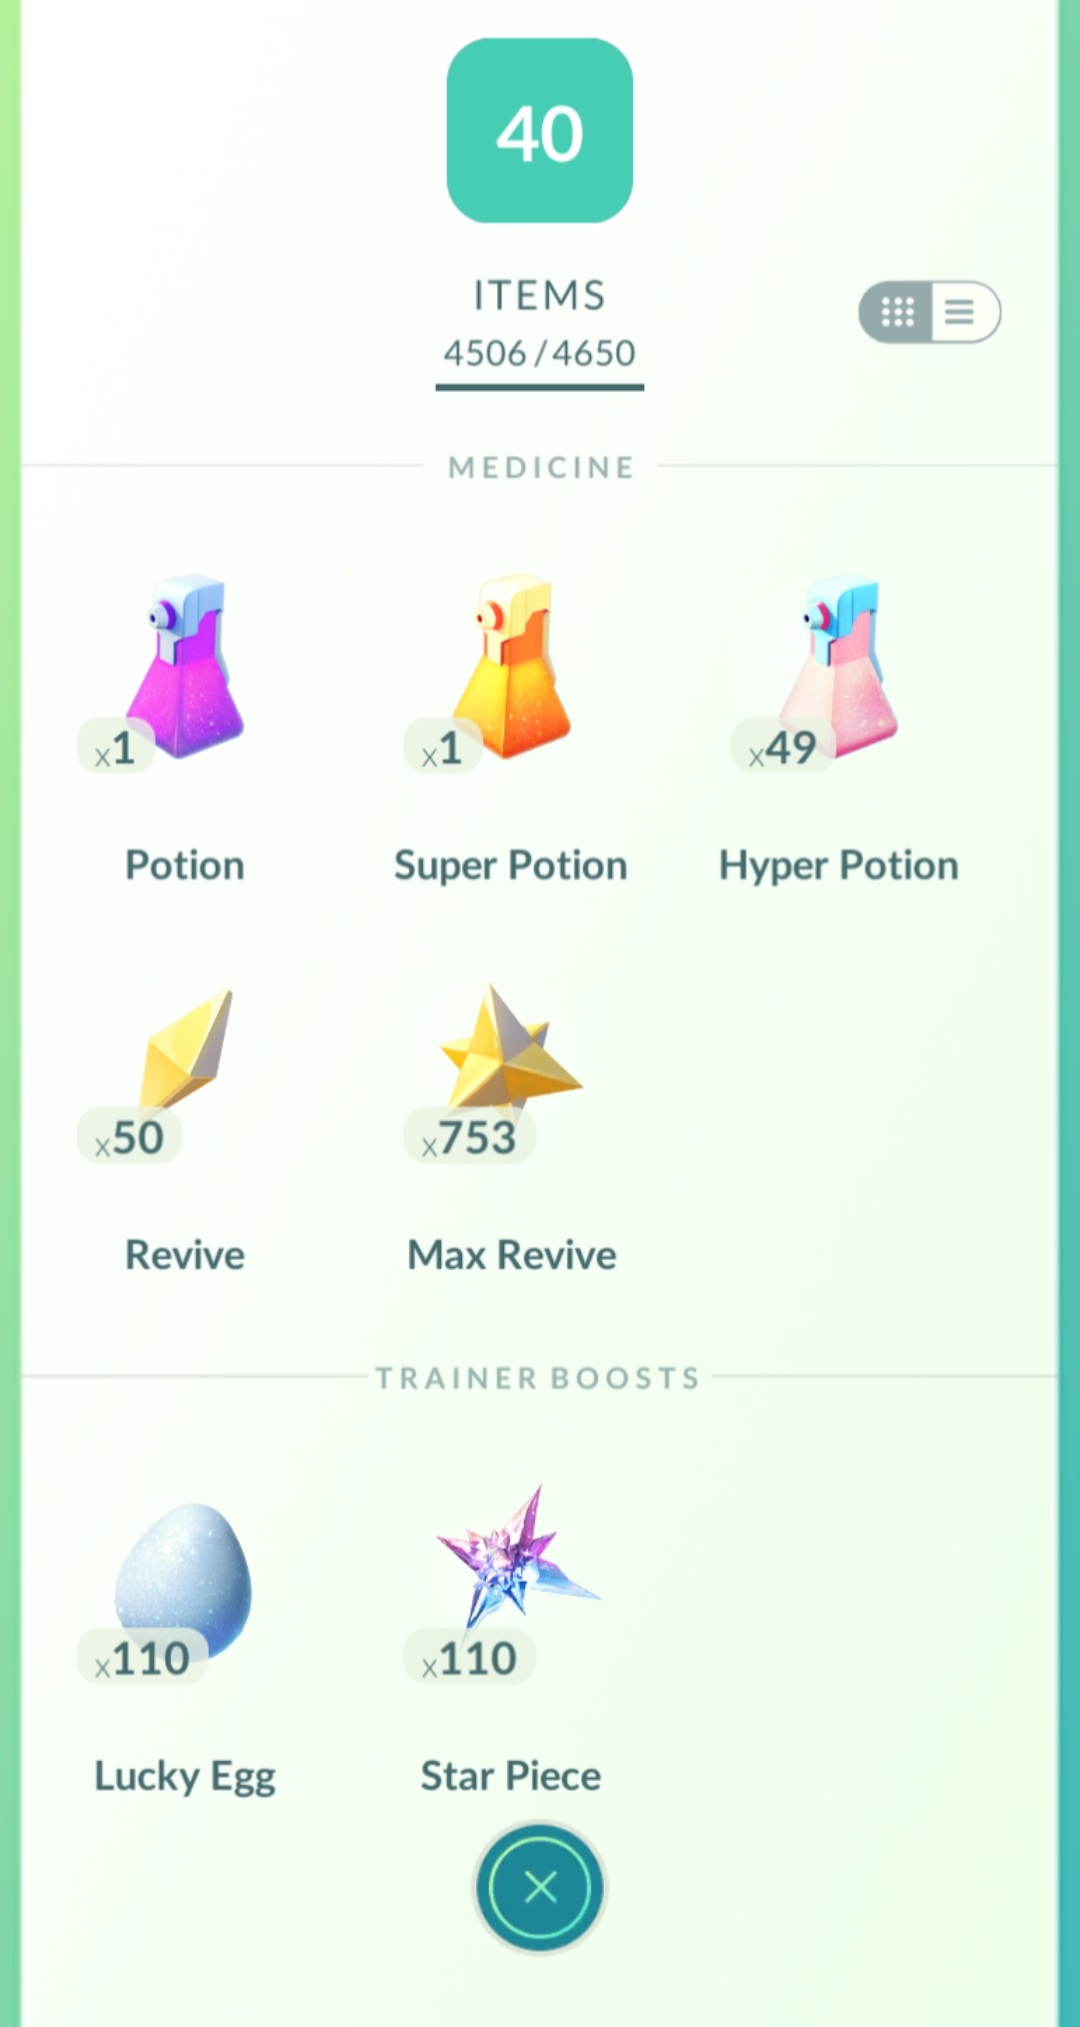 40
ITEMS
4506/4650
MEDICINE
x1 x1 x49
Potion Super Potion Hyper Potion
x50 x753
Revive Max Revive
TRAINER BOOSTS
x110 x110
Lucky Egg Star Piece